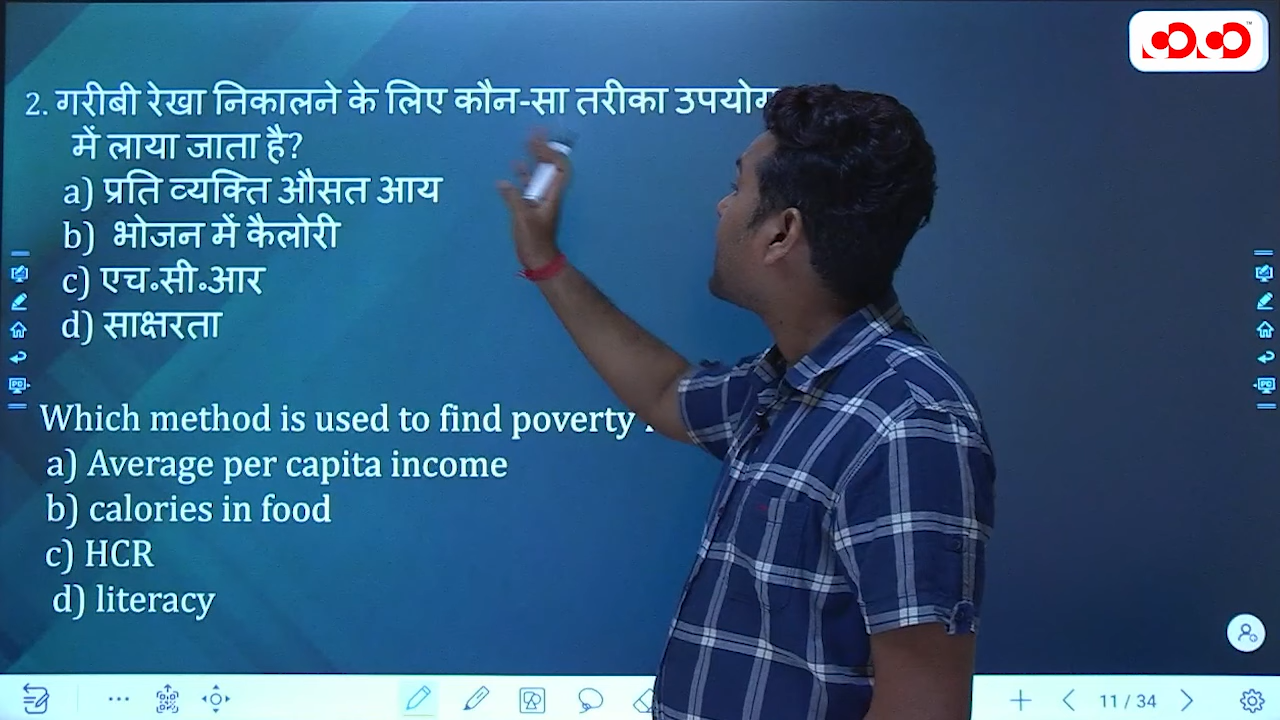 2. गरीबी रेखा निकालने के लिए कौन-सा तरीका
में लाया जाता है?
a) प्रति व्यक्ति औसत आय
b) भोजन में कैलोरी
c) एच.सी.आर
d) साक्षरता
Which method is used to find poverty
a) Average per capita income
b) calories in food
c) HCR
d) literacy
11 / 34